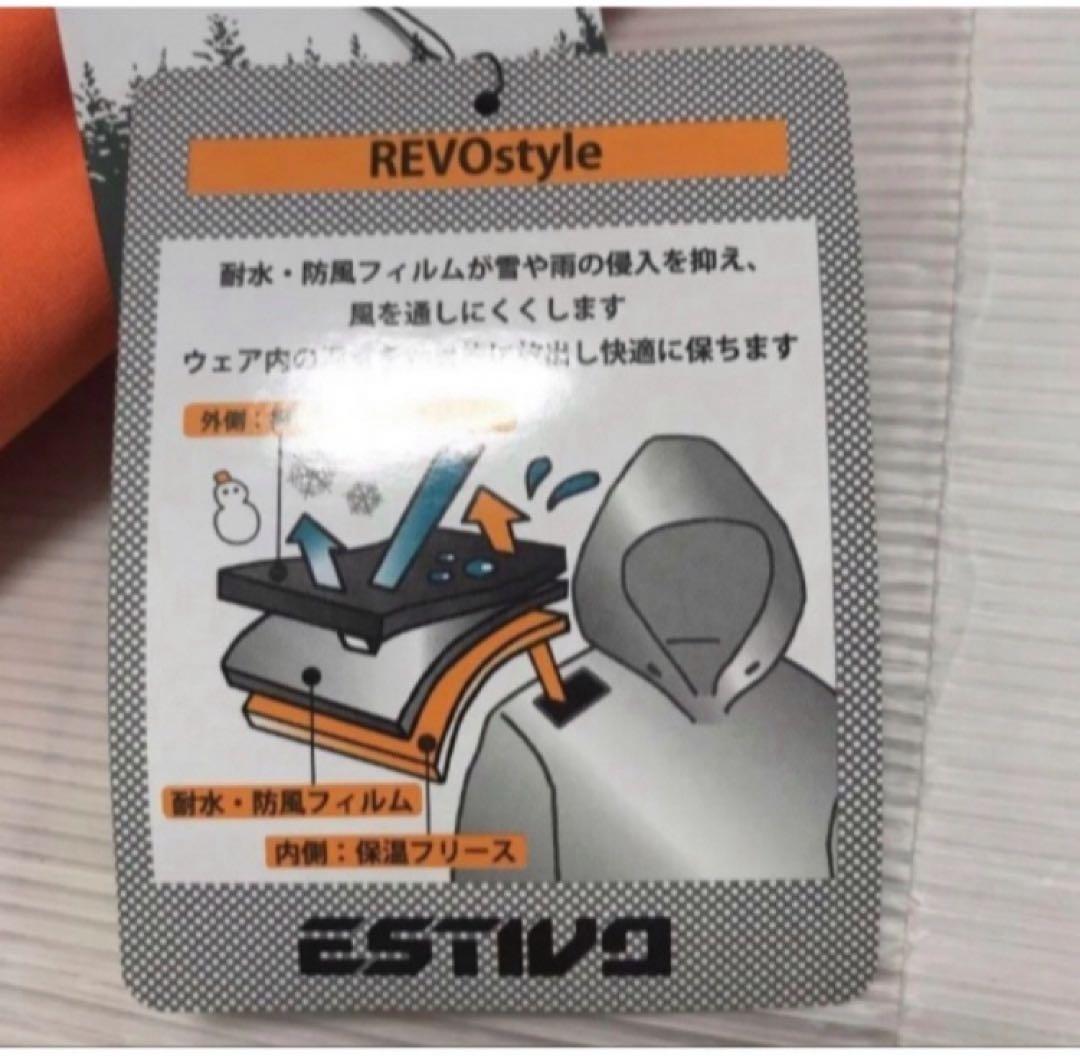 REVOstyle
耐水・防風フィルムが雪や雨の侵入を抑え、
風を通しにくくします
ウェア内の 放出し快適に保ちます
外側：
耐水・防風フィルム
内側：保温フリース
ESTIVO